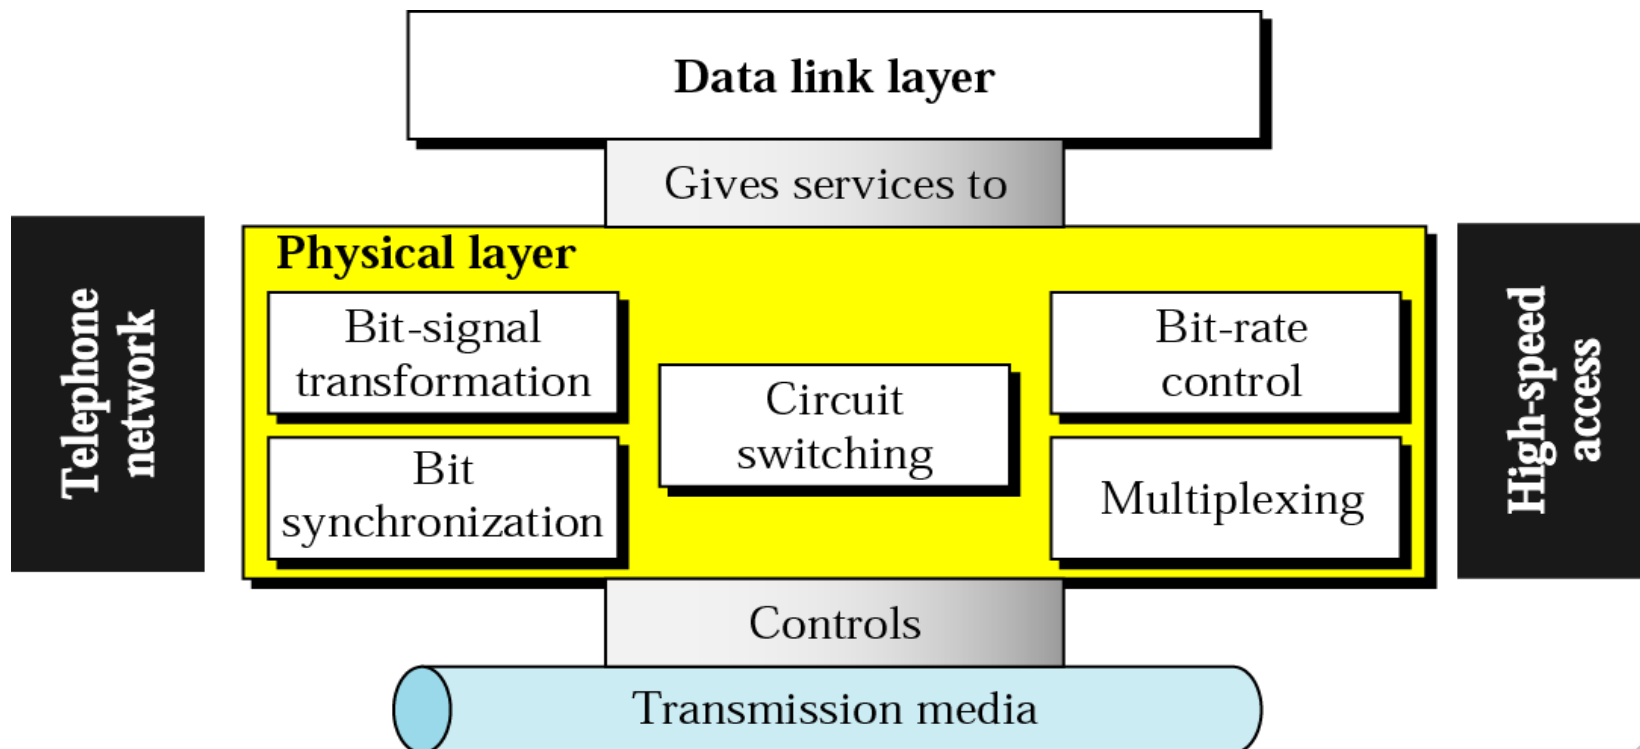 Data link layer
Gives services to
Telephone
network
Physical layer
Bit-signal
transformation
Bit
synchronization
Circuit
switching
Bit-rate
control
Multiplexing
High-speed
access
Controls
Transmission media